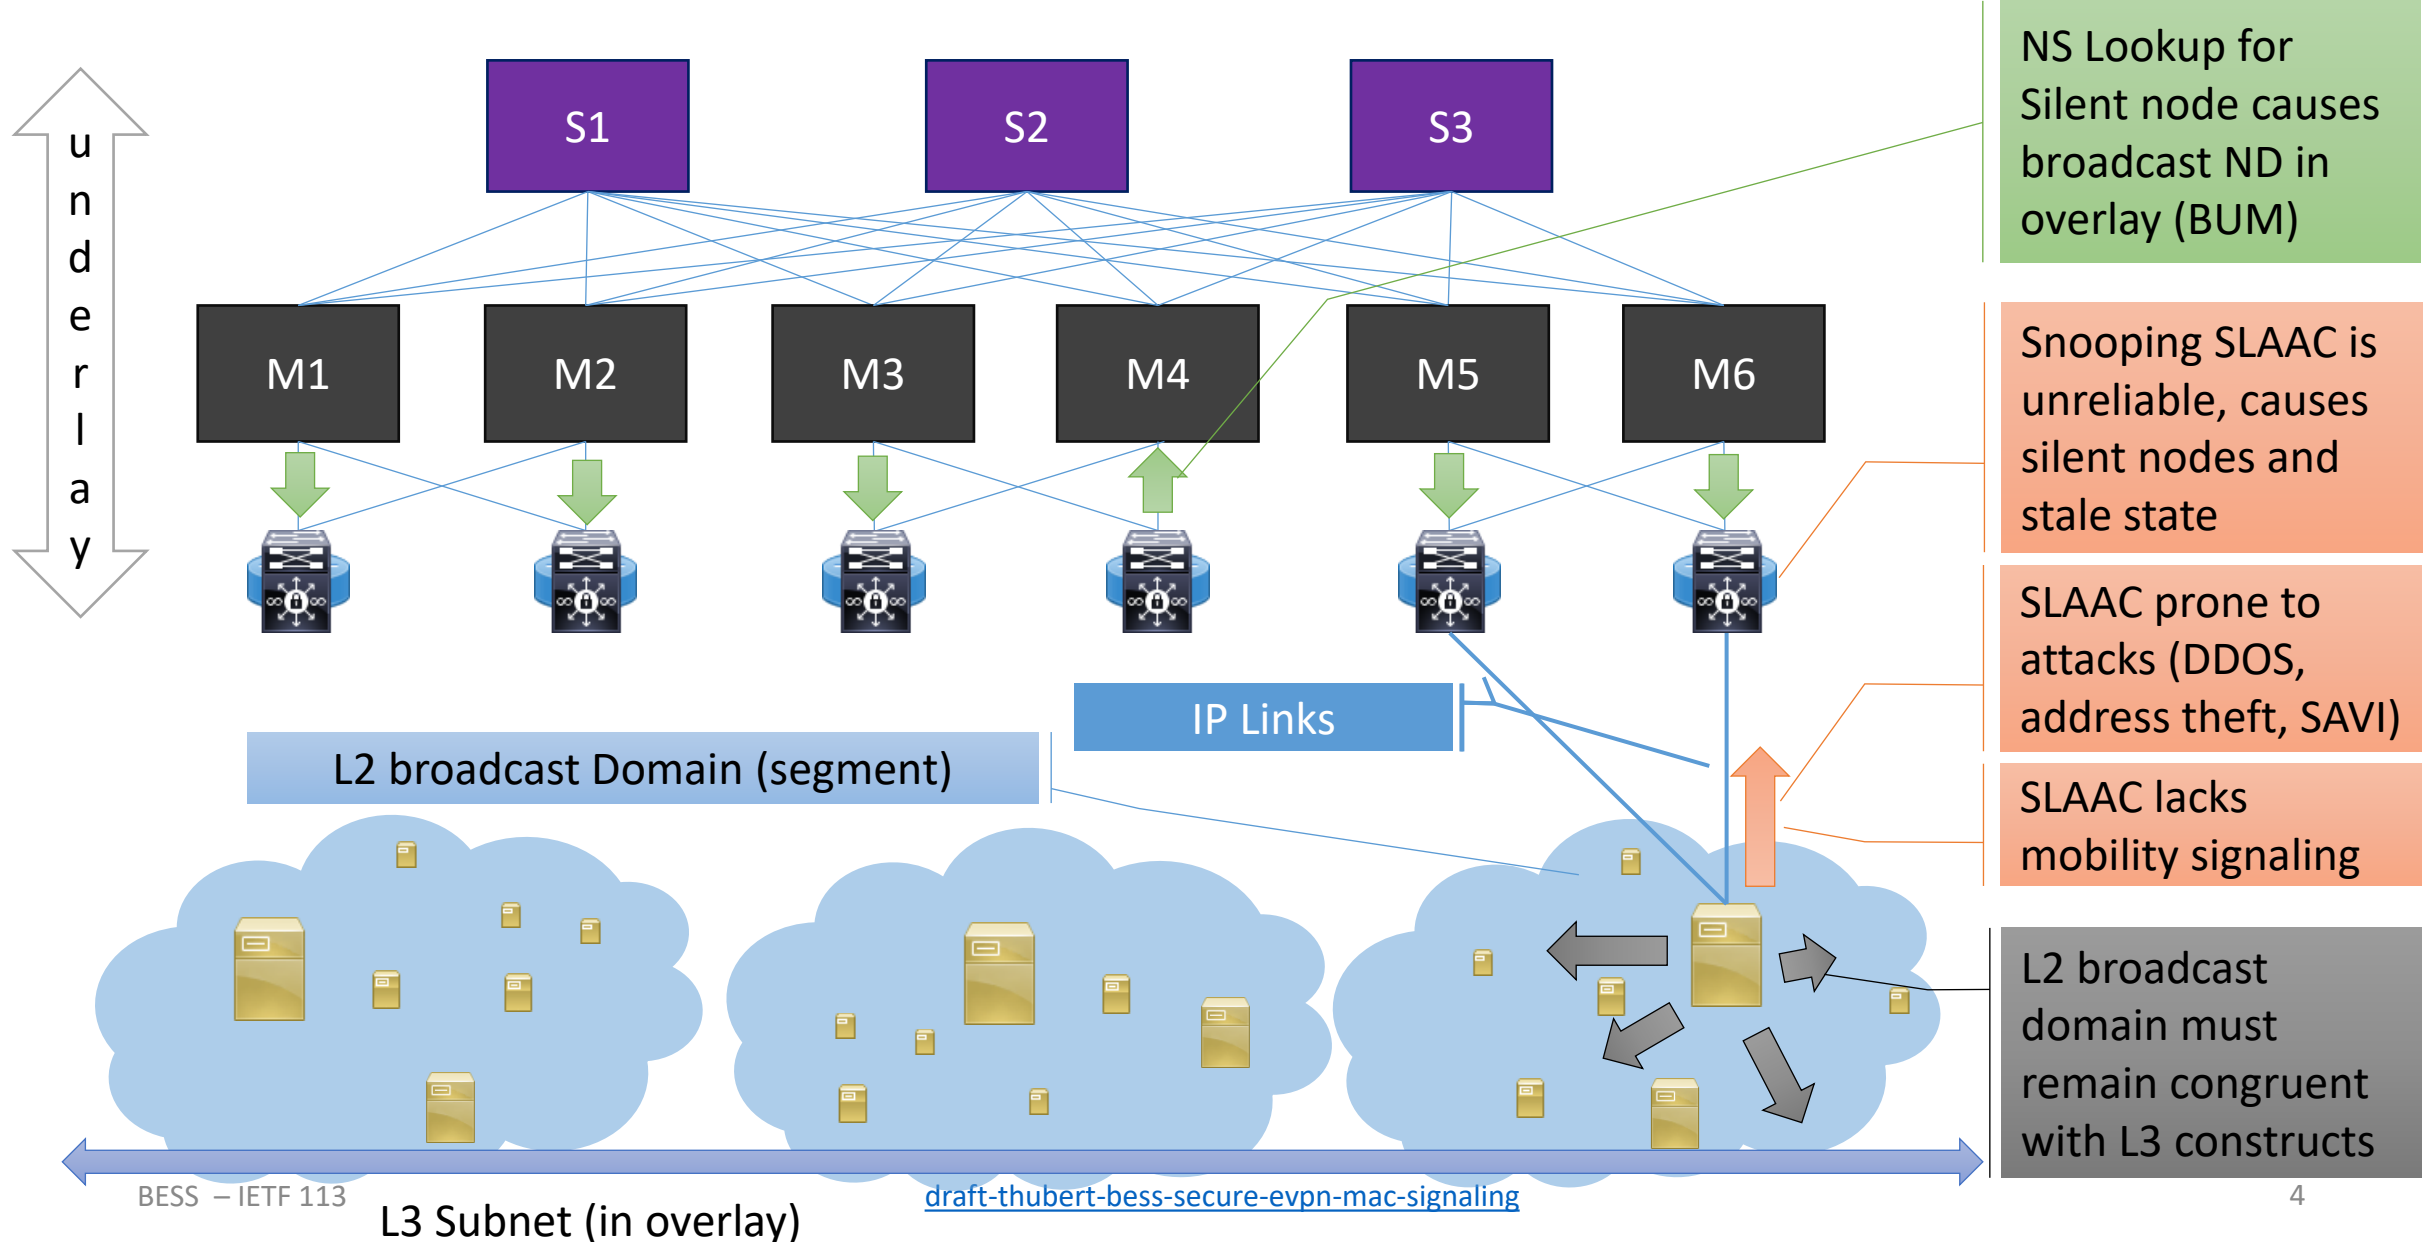 underlay
S1
S2
S3
M1
M2
M3
M4
M5
M6
NS Lookup for
Silent node causes
broadcast ND in
overlay (BUM)
Snooping SLAAC is
unreliable, causes
silent nodes and
stale state
SLAAC prone to
attacks (DDOS,
address theft, SAVI)
SLAAC lacks
mobility signaling
IP Links
L2 broadcast Domain (segment)
L2 broadcast
domain must
remain congruent
with L3 constructs
BESS – IETF 113
L3 Subnet (in overlay)
draft-thubert-bess-secure-evpn-mac-signaling
4